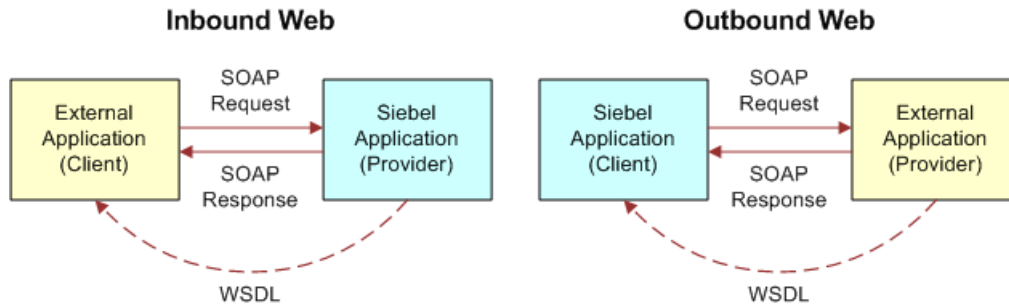 Inbound Web
External
Application
(Client)
SOAP
Request
SOAP
Response
Siebel
Application
(Provider)
WSDL
Outbound Web
Siebel
Application
(Client)
SOAP
Request
SOAP
Response
External
Application
(Provider)
WSDL